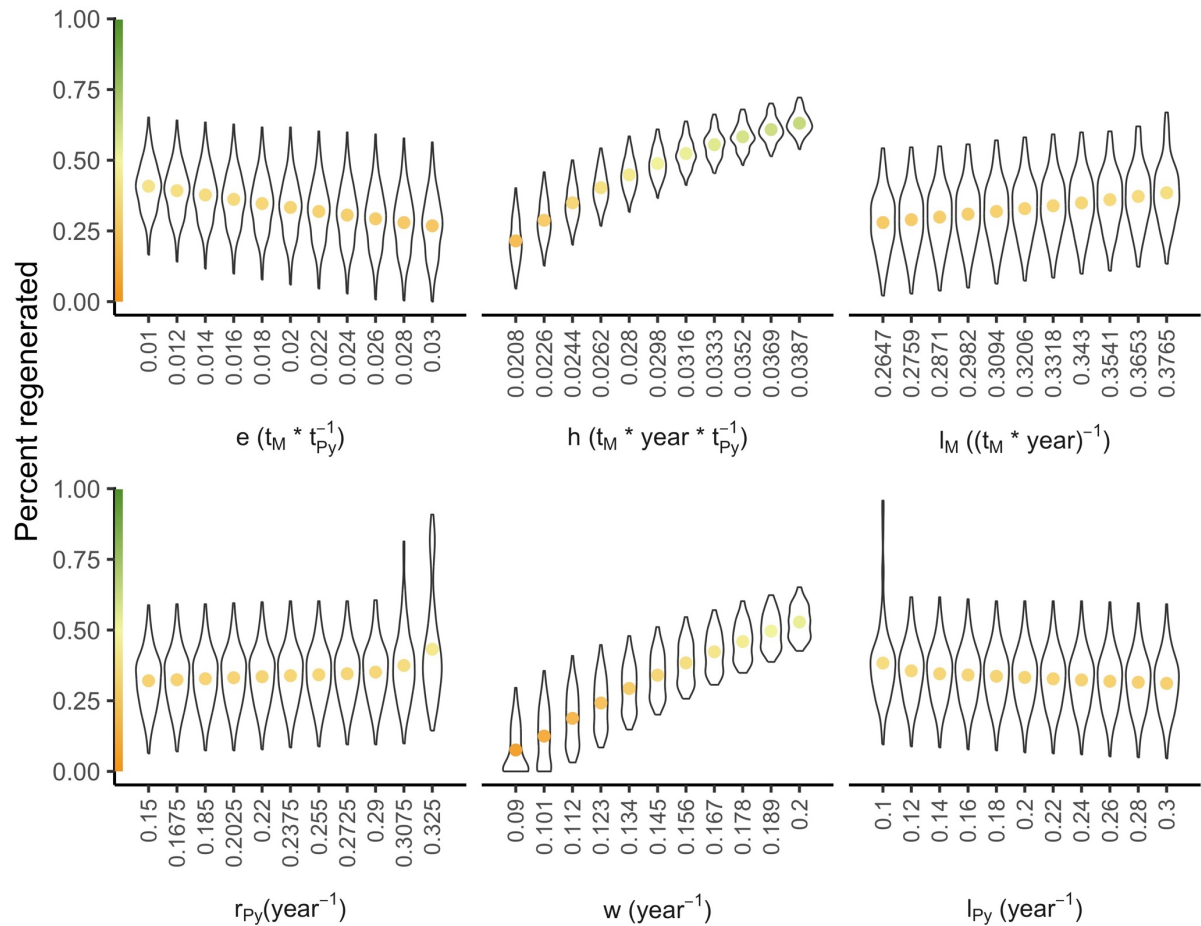 Percent regenerated
1.00
0.75
0.50
0.25
0.00
0.01 0.012 0.014 0.016 0.018 0.02 0.022 0.024 0.026 0.028 0.03
e (t_M * t_Py^−1)
0.0208 0.0226 0.0244 0.0262 0.028 0.0298 0.0316 0.0333 0.0352 0.0369 0.0387
h (t_M * year * t_Py^−1)
0.2647 0.2759 0.2871 0.2982 0.3094 0.3206 0.3318 0.343 0.3541 0.3653 0.3765
l_M ((t_M * year)^−1)
1.00
0.75
0.50
0.25
0.00
0.15 0.1675 0.185 0.2025 0.22 0.2375 0.255 0.2725 0.29 0.3075 0.325
r_Py(year^−1)
0.09 0.101 0.112 0.123 0.134 0.145 0.156 0.167 0.178 0.189 0.2
w (year^−1)
0.1 0.12 0.14 0.16 0.18 0.2 0.22 0.24 0.26 0.28 0.3
l_Py (year^−1)